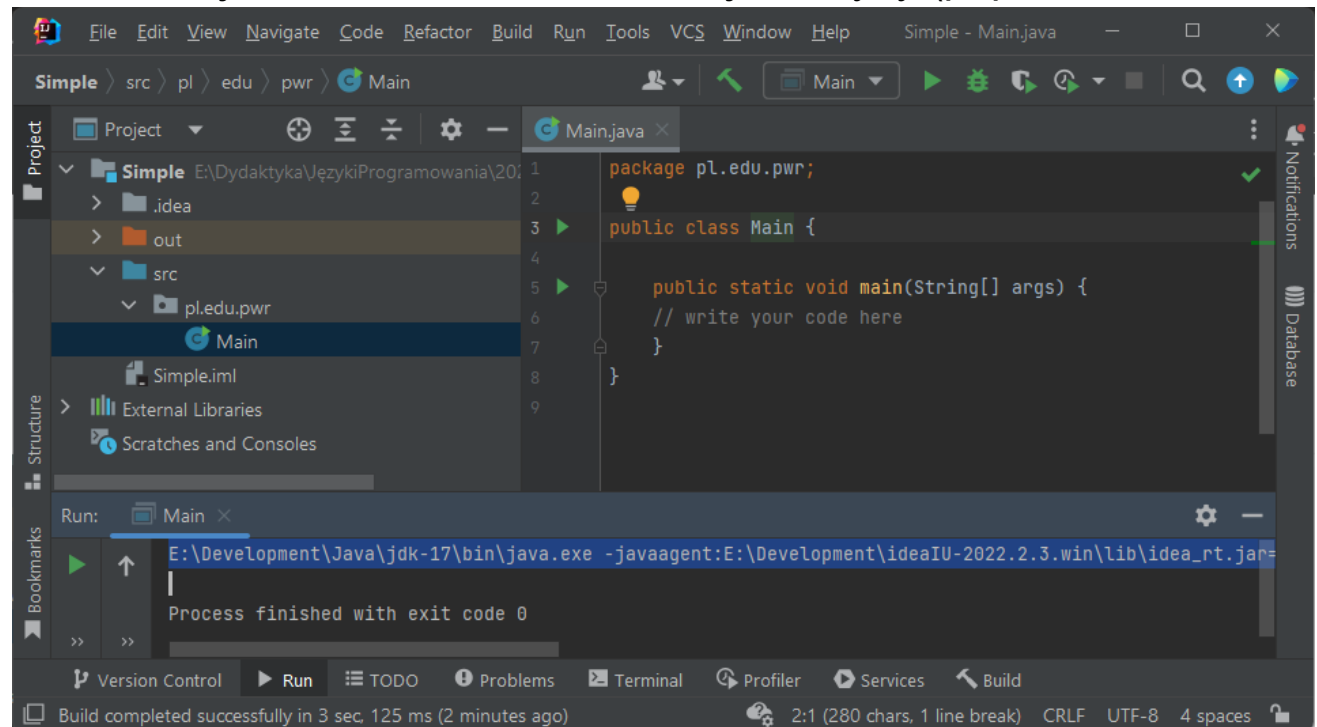 File Edit View Navigate Code Refactor Build Run Tools VCS Window Help Simple - Main.java
Simple src pl edu pwr Main
Main
Project
Project
Simple E:\Dydaktyka\JęzykiProgramowania\202
.idea
out
src
pl.edu.pwr
Main
Simple.iml
External Libraries
Scratches and Consoles
Structure
Bookmarks
Main.java
1 package pl.edu.pwr;
2
3 public class Main {
4
5 public static void main(String[] args) {
6 // write your code here
7 }
8 }
9
Notifications
Database
Run: Main
E:\Development\Java\jdk-17\bin\java.exe -javaagent:E:\Development\ideaIU-2022.2.3.win\lib\idea_rt.jar=
Process finished with exit code 0
Version Control Run TODO Problems Terminal Profiler Services Build
Build completed successfully in 3 sec, 125 ms (2 minutes ago) 2:1 (280 chars, 1 line break) CRLF UTF-8 4 spaces